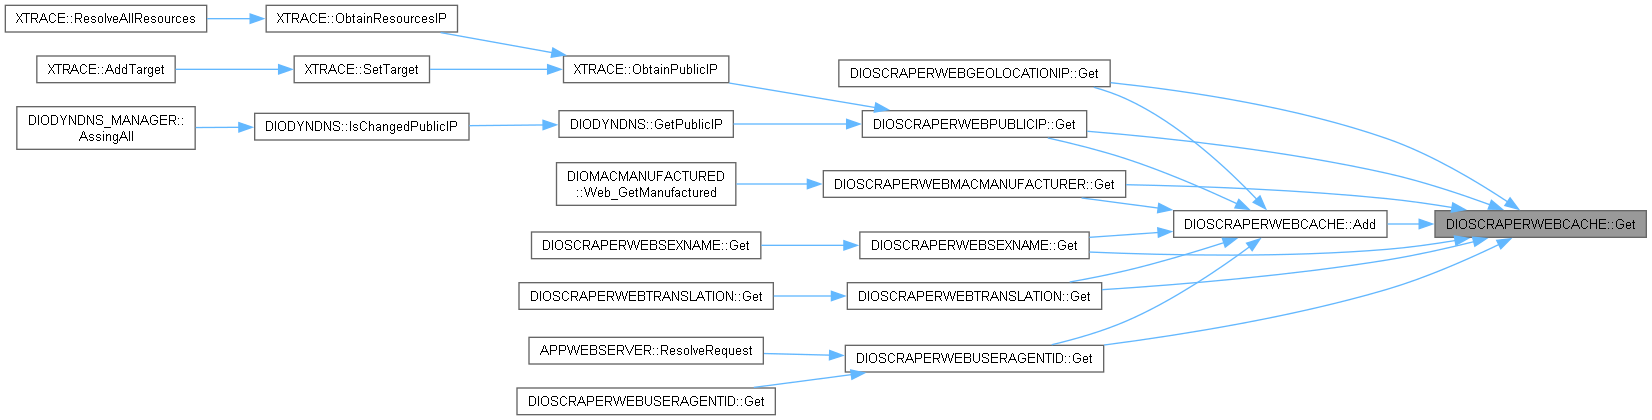 XTRACE::ResolveAllResources
XTRACE::ObtainResourcesIP
XTRACE::AddTarget
XTRACE::SetTarget
XTRACE::ObtainPublicIP
DIOSCRAPERWEBGEOLOCATIONIP::Get
DIODYNDNS_MANAGER::
AssingAll
DIODYNDNS::IsChangedPublicIP
DIODYNDNS::GetPublicIP
DIOSCRAPERWEBPUBLICIP::Get
DIOMACMANUFACTURED
::Web_GetManufactured
DIOSCRAPERWEBMACMANUFACTURER::Get
DIOSCRAPERWEBCACHE::Add
DIOSCRAPERWEBCACHE::Get
DIOSCRAPERWEBSEXNAME::Get
DIOSCRAPERWEBSEXNAME::Get
DIOSCRAPERWEBTRANSLATION::Get
DIOSCRAPERWEBTRANSLATION::Get
APPWEBSERVER::ResolveRequest
DIOSCRAPERWEBUSERAGENTID::Get
DIOSCRAPERWEBUSERAGENTID::Get